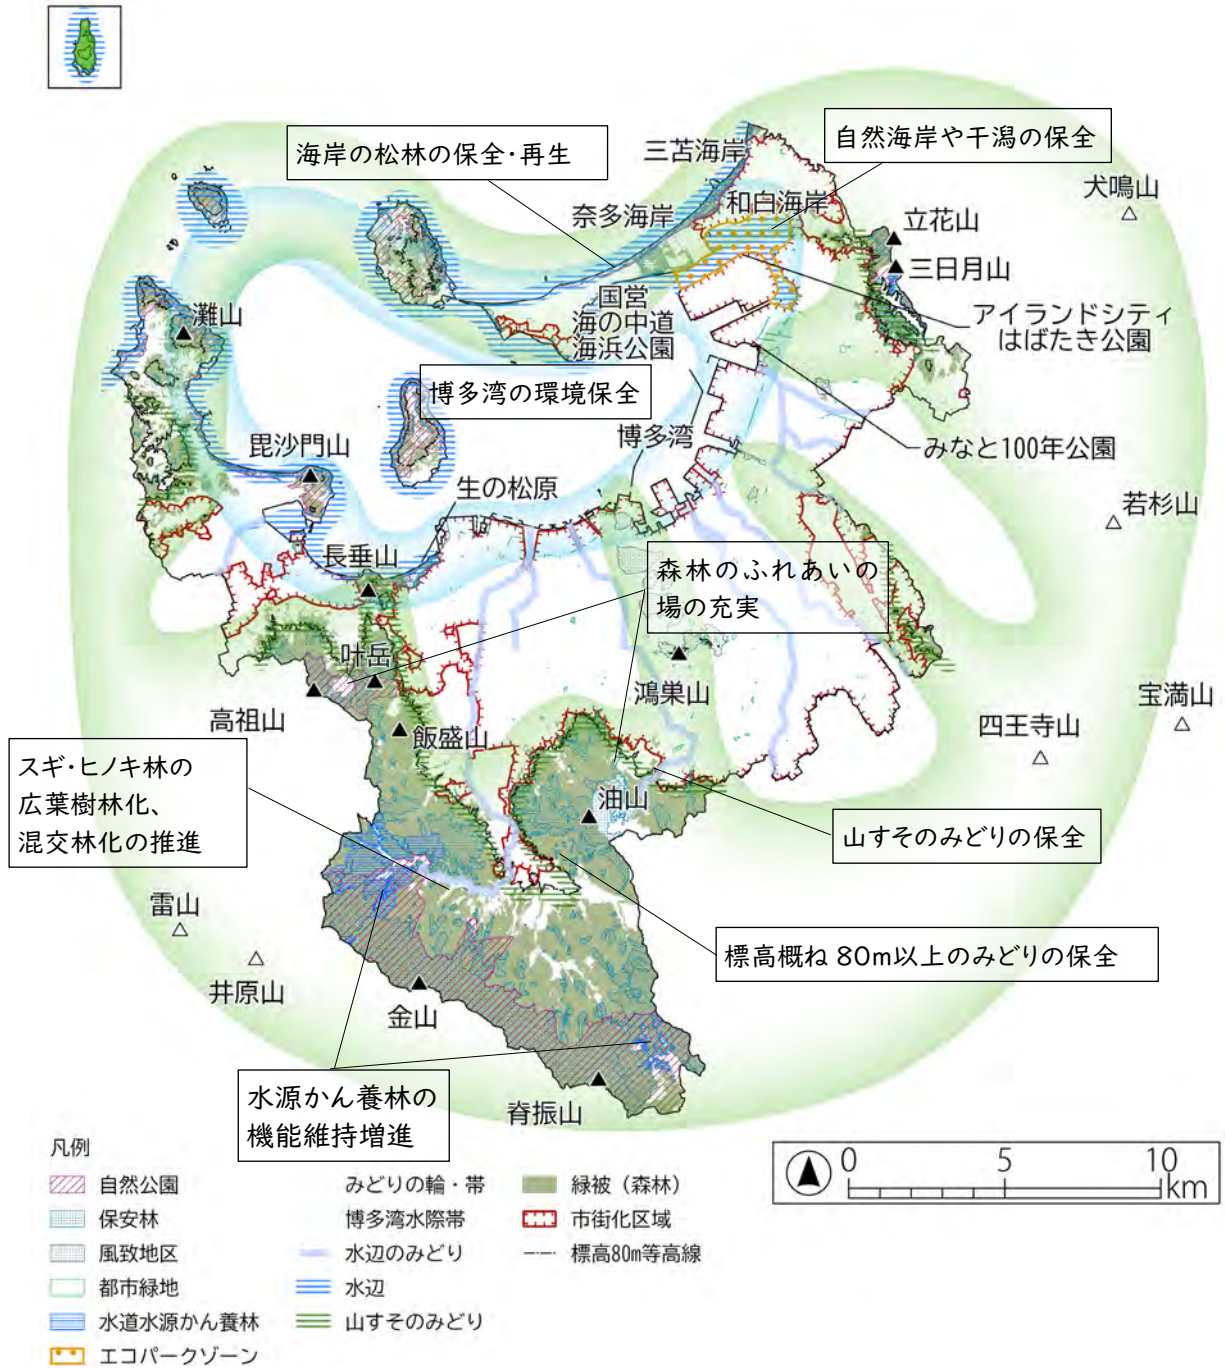 海岸の松林の保全・再生
三苫海岸
自然海岸や干潟の保全
犬鳴山
奈多海岸
和白海岸
立花山
三日月山
国営
海の中道
海浜公園
アイランドシティ
はばたき公園
灘山
博多湾の環境保全
博多湾
みなと100年公園
毘沙門山
生の松原
若杉山
長垂山
森林のふれあいの
場の充実
叶岳
高祖山
鴻巣山
宝満山
四王寺山
飯盛山
スギ・ヒノキ林の
広葉樹林化、
混交林化の推進
油山
山すそのみどりの保全
雷山
井原山
標高概ね 80m以上のみどりの保全
金山
水源かん養林の
機能維持増進
脊振山
凡例
自然公園
保安林
風致地区
都市緑地
水道水源かん養林
エコパークゾーン
みどりの輪・帯
博多湾水際帯
水辺のみどり
水辺
山すそのみどり
緑被（森林）
市街化区域
標高80m等高線
0 5 10
km